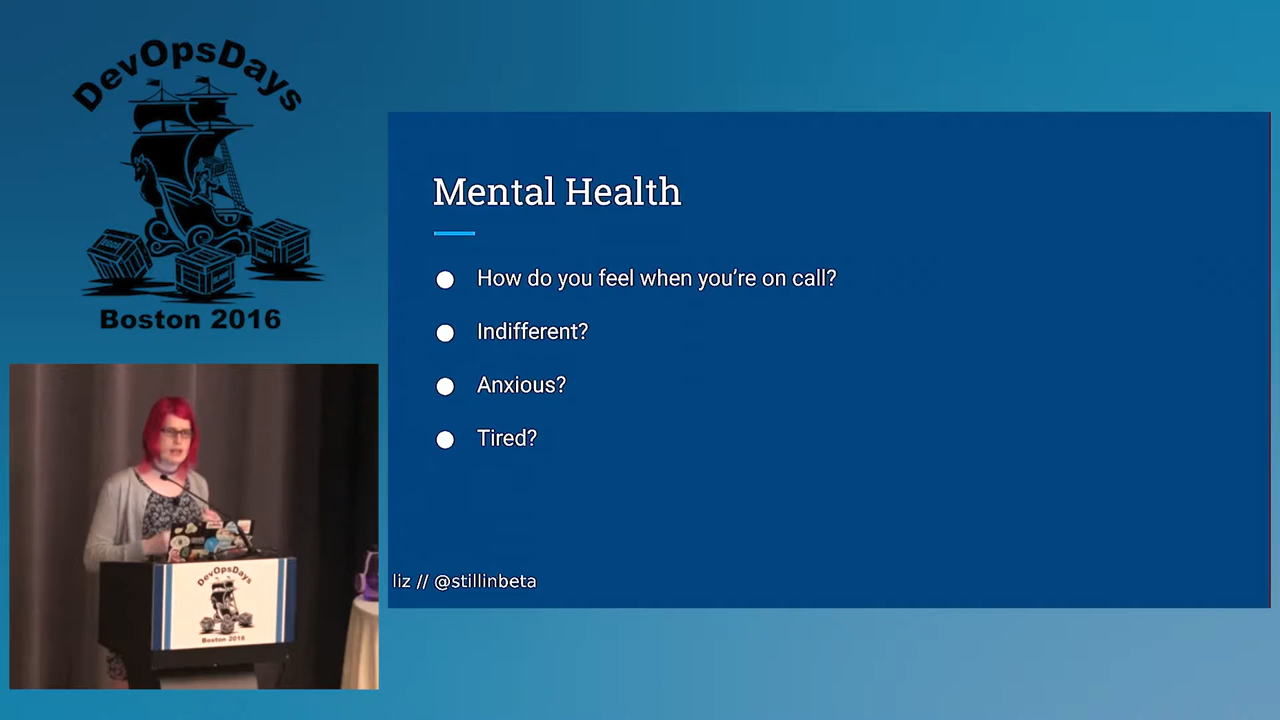 DevOpsDays
Boston 2016
Mental Health
How do you feel when you're on call?
Indifferent?
Anxious?
Tired?
liz // @stillinbeta
DevOpsDays
Boston 2016